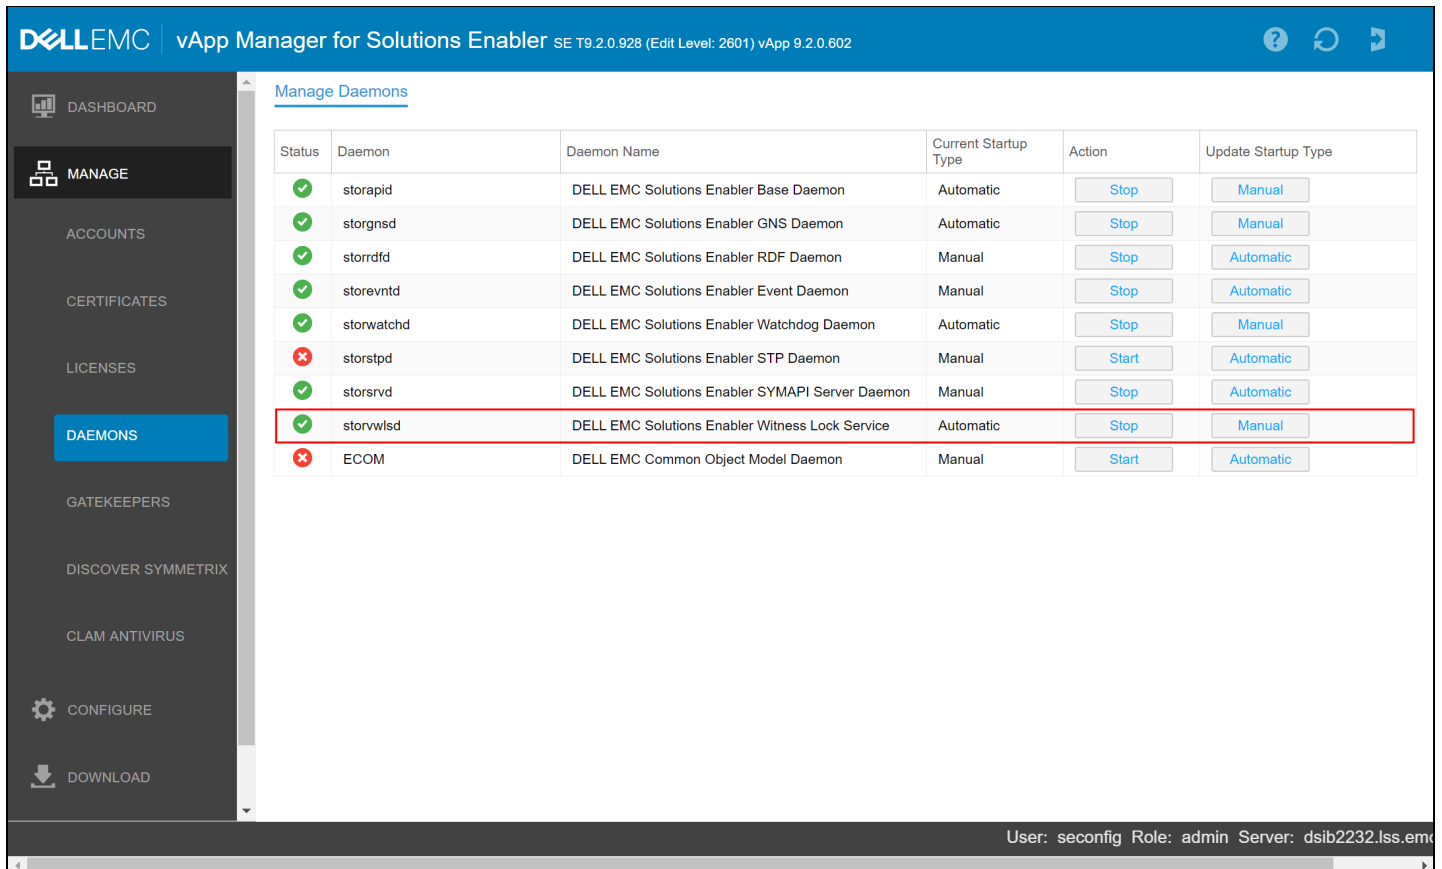 DELLEMC vApp Manager for Solutions Enabler SE T9.2.0.928 (Edit Level: 2601) vApp 9.2.0.602
DASHBOARD
MANAGE
ACCOUNTS
CERTIFICATES
LICENSES
DAEMONS
GATEKEEPERS
DISCOVER SYMMETRIX
CLAM ANTIVIRUS
CONFIGURE
DOWNLOAD
Manage Daemons
Status Daemon Daemon Name Current Startup Type Action Update Startup Type
storapid DELL EMC Solutions Enabler Base Daemon Automatic Stop Manual
storgnsd DELL EMC Solutions Enabler GNS Daemon Automatic Stop Manual
storrdfd DELL EMC Solutions Enabler RDF Daemon Manual Stop Automatic
storevntd DELL EMC Solutions Enabler Event Daemon Manual Stop Automatic
storwatchd DELL EMC Solutions Enabler Watchdog Daemon Automatic Stop Manual
storstpd DELL EMC Solutions Enabler STP Daemon Manual Start Automatic
storsrvd DELL EMC Solutions Enabler SYMAPI Server Daemon Manual Stop Automatic
storvwlsd DELL EMC Solutions Enabler Witness Lock Service Automatic Stop Manual
ECOM DELL EMC Common Object Model Daemon Manual Start Automatic
User: seconfig Role: admin Server: dsib2232.lss.emc